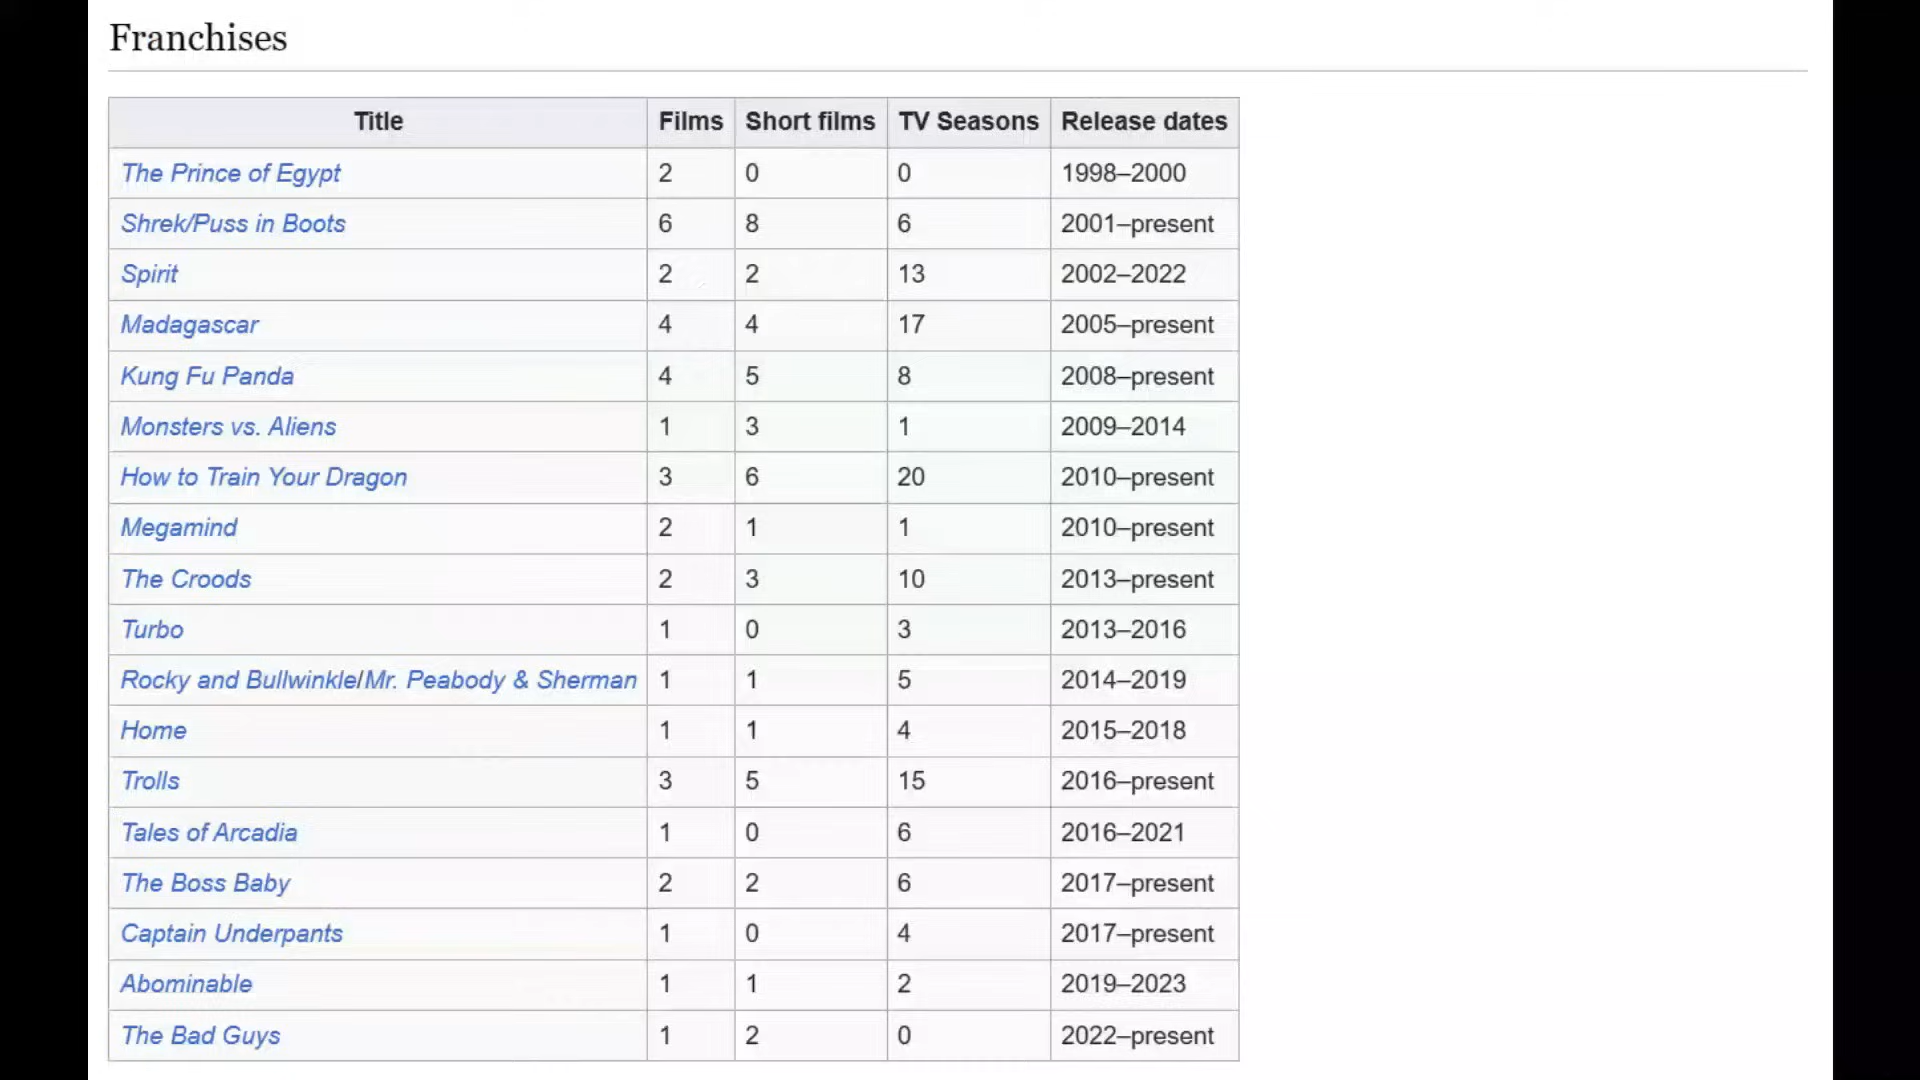 Franchises
Title Films Short films TV Seasons Release dates
The Prince of Egypt 2 0 0 1998–2000
Shrek/Puss in Boots 6 8 6 2001–present
Spirit 2 2 13 2002–2022
Madagascar 4 4 17 2005–present
Kung Fu Panda 4 5 8 2008–present
Monsters vs. Aliens 1 3 1 2009–2014
How to Train Your Dragon 3 6 20 2010–present
Megamind 2 1 1 2010–present
The Croods 2 3 10 2013–present
Turbo 1 0 3 2013–2016
Rocky and Bullwinkle/Mr. Peabody & Sherman 1 1 5 2014–2019
Home 1 1 4 2015–2018
Trolls 3 5 15 2016–present
Tales of Arcadia 1 0 6 2016–2021
The Boss Baby 2 2 6 2017–present
Captain Underpants 1 0 4 2017–present
Abominable 1 1 2 2019–2023
The Bad Guys 1 2 0 2022–present